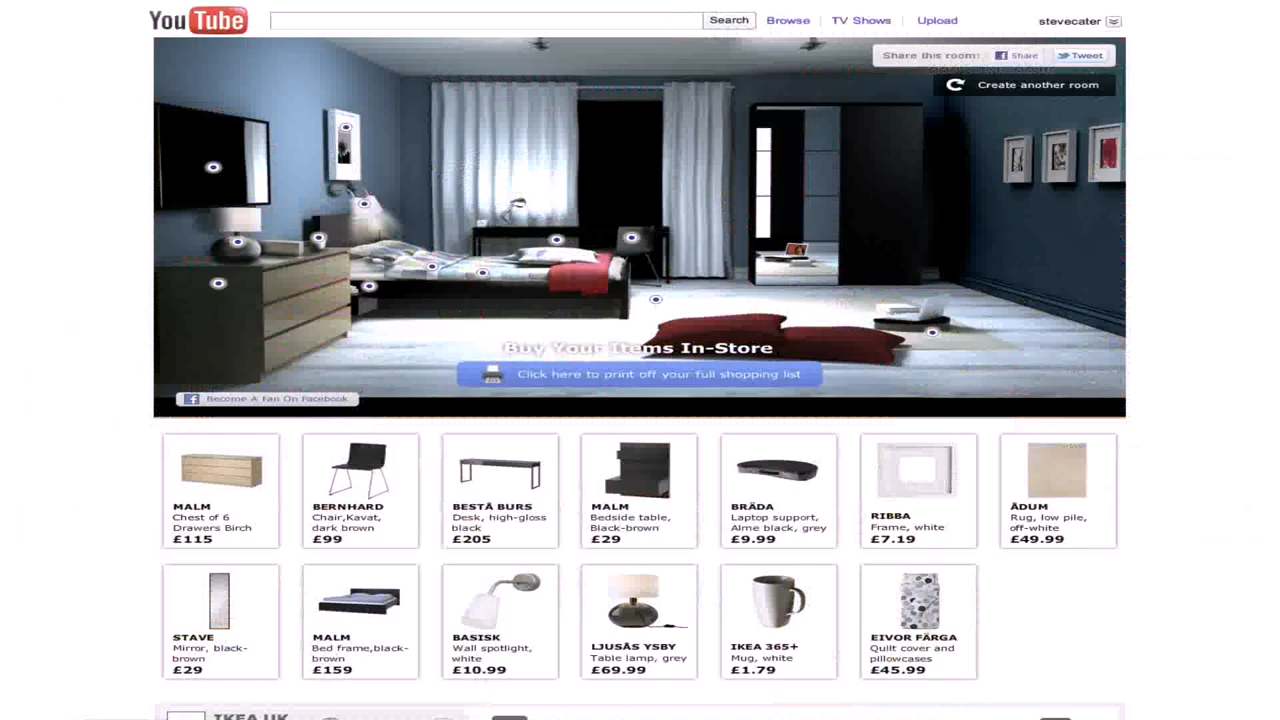 YouTube
Search Browse TV Shows Upload stevecater
Share this room: Share Tweet
Create another room
Buy Your Items In-Store
Click here to print off your full shopping list
Become A Fan On Facebook
MALM
Chest of 6
Drawers Birch
£115
BERNHARD
Chair,Kavat,
dark brown
£99
BESTÅ BURS
Desk, high-gloss
black
£205
MALM
Bedside table,
Black-brown
£29
BRÄDA
Laptop support,
Alme black, grey
£9.99
RIBBA
Frame, white
£7.19
ÅDUM
Rug, low pile,
off-white
£49.99
STAVE
Mirror, black-
brown
£29
MALM
Bed frame,black-
brown
£159
BASISK
Wall spotlight,
white
£10.99
LJUSÅS YSBY
Table lamp, grey
£69.99
IKEA 365+
Mug, white
£1.79
EIVOR FÄRGA
Quilt cover and
pillowcases
£45.99
IKEA UK